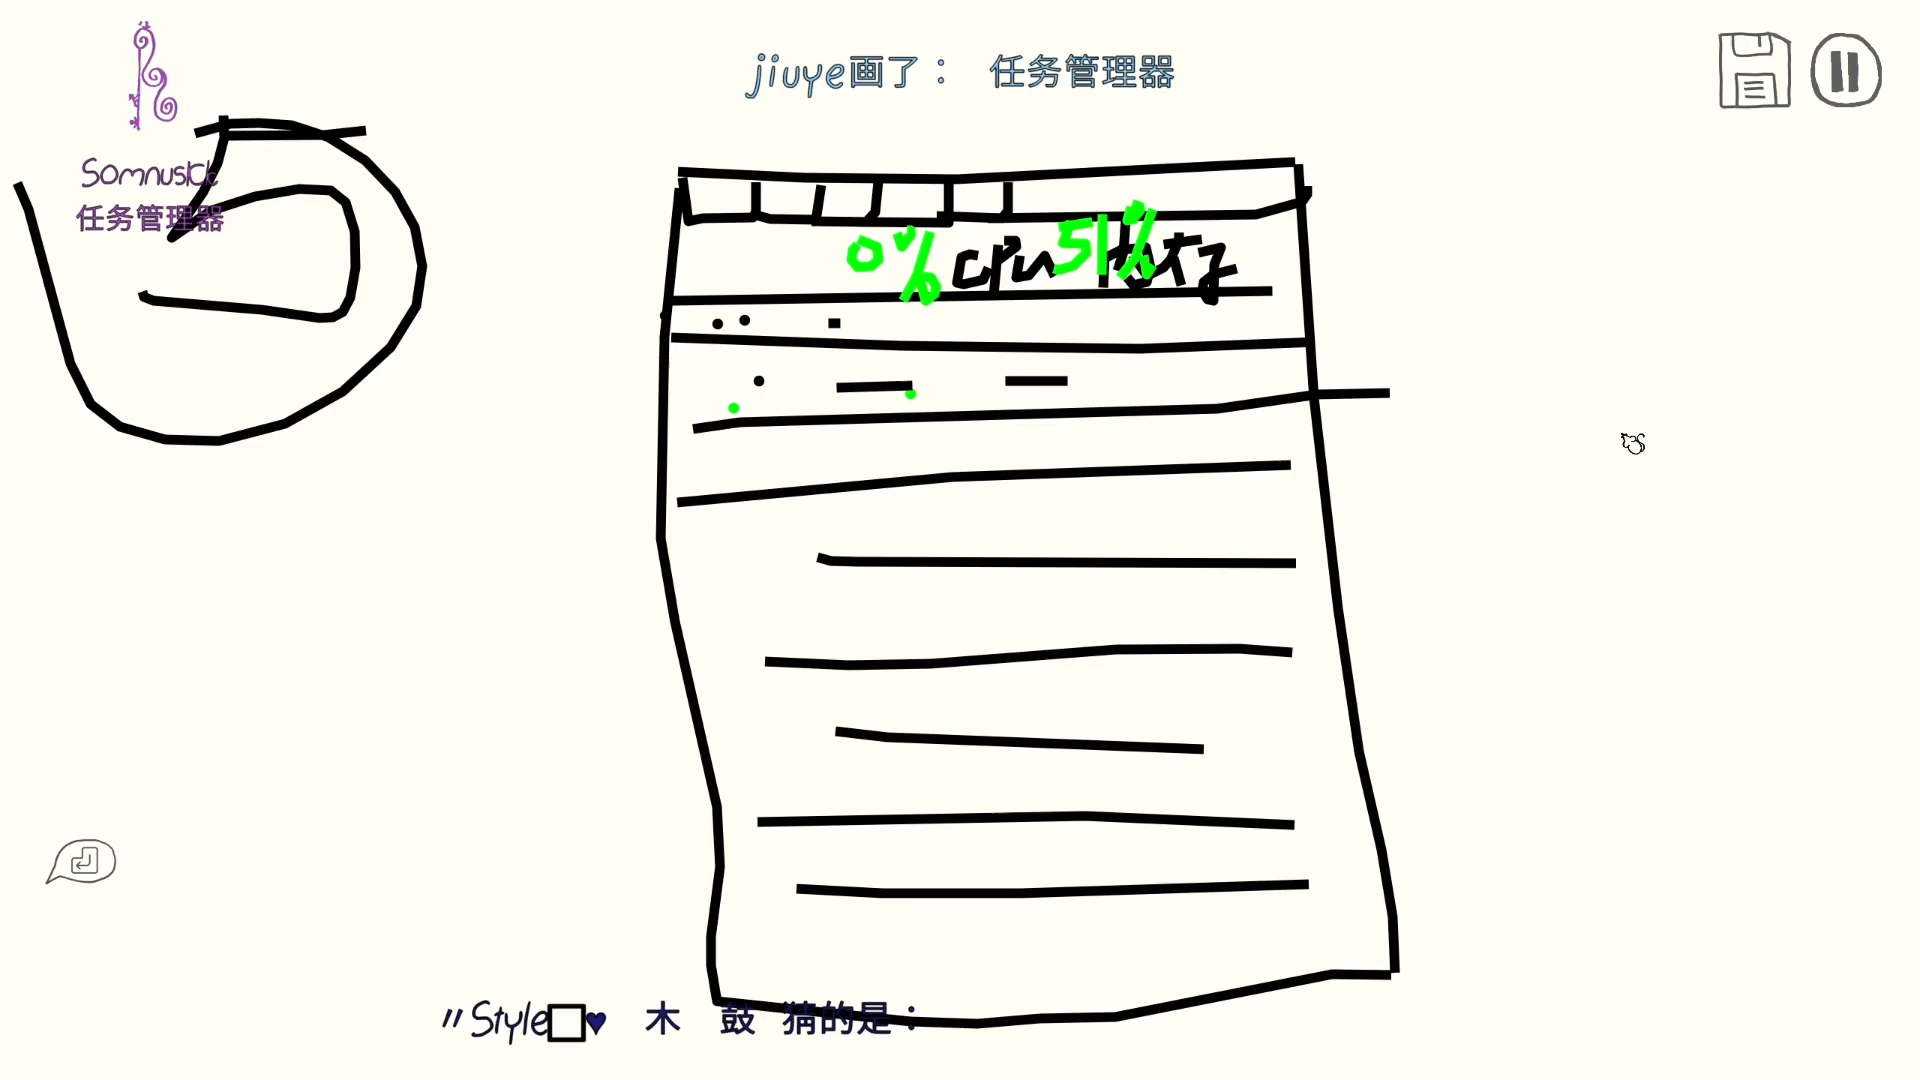 jiuye画了： 任务管理器
Somnusick
任务管理器
0% cpu 51%
"Style□♥ 木 鼓 猜的是：